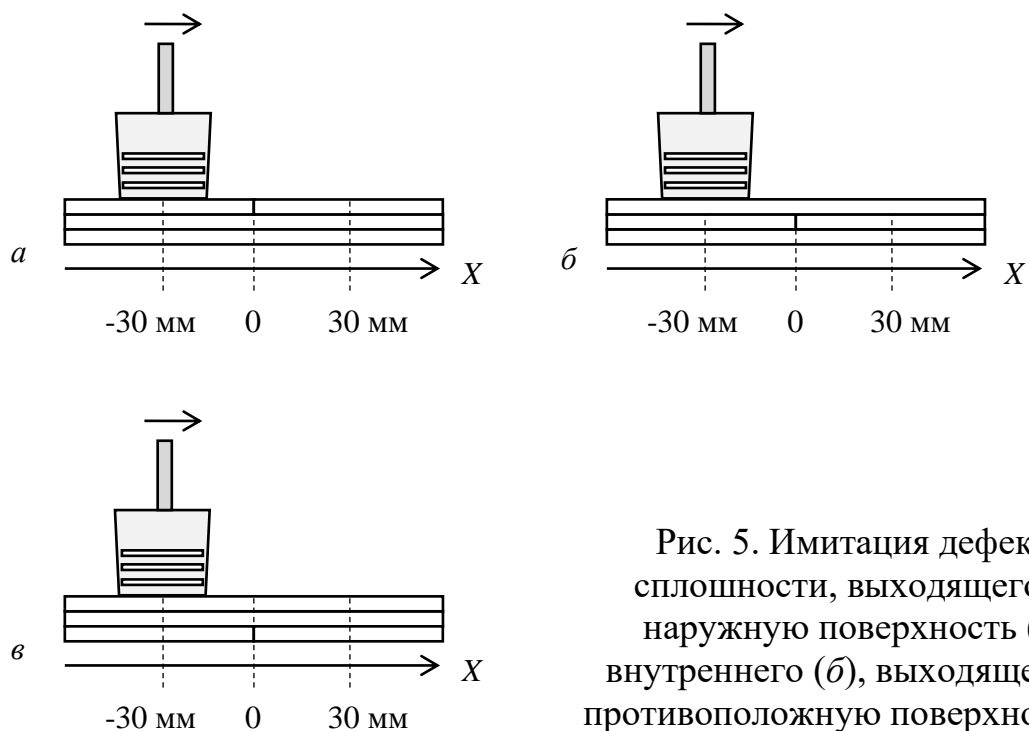 а
X
-30 мм 0 30 мм
б
X
-30 мм 0 30 мм
в
X
-30 мм 0 30 мм
Рис. 5. Имитация
сплошности,
наружную поверхность
внутреннего (б),
противоположную